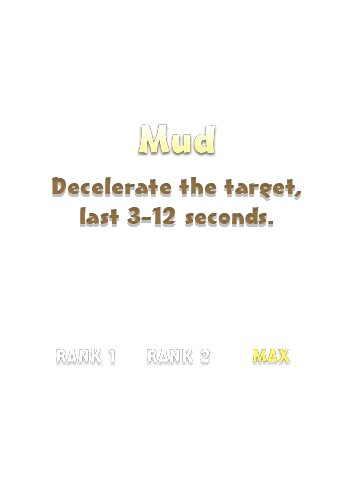 Mud
Decelerate the target,
last 3-12 seconds.
RANK 1 RANK 2 MAX